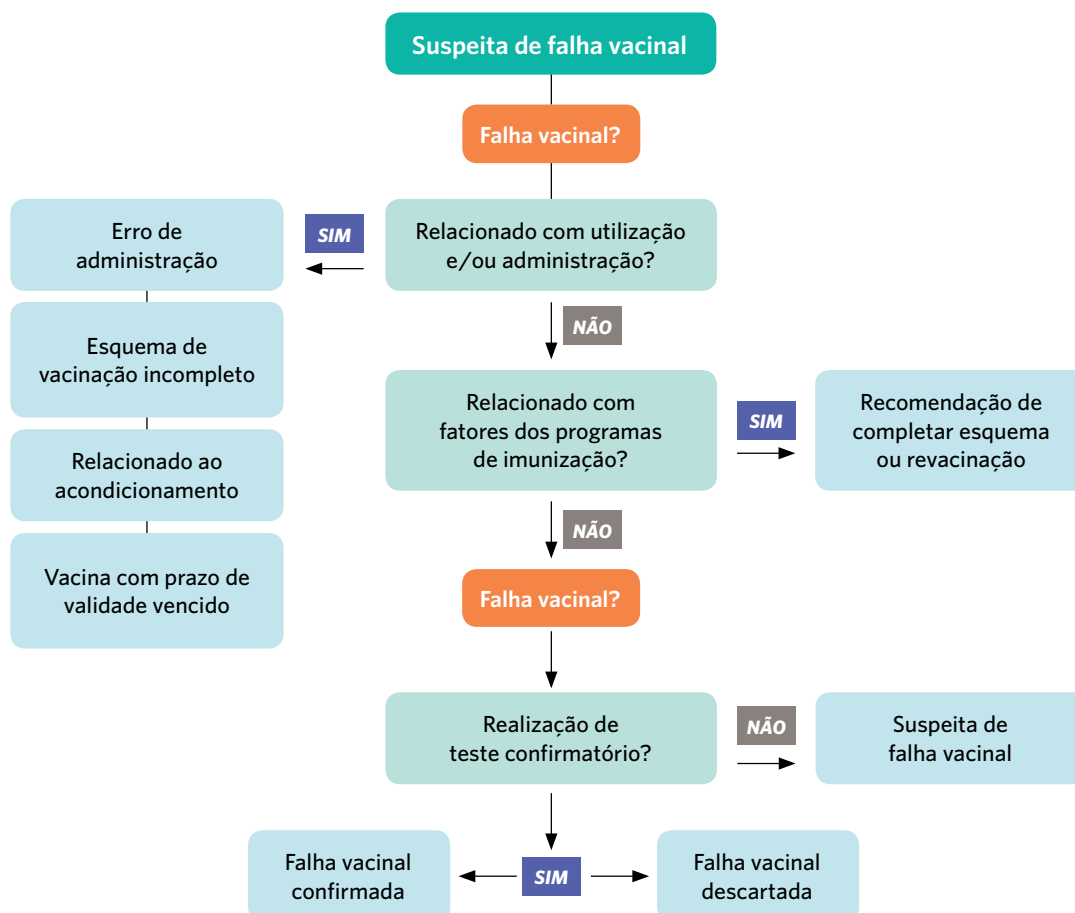 Suspeita de falha vacinal
Falha vacinal?
Relacionado com utilização
e/ou administração?
SIM
Erro de
administração
Esquema de
vacinação incompleto
Relacionado ao
acondicionamento
Vacina com prazo de
validade vencido
NÃO
Relacionado com
fatores dos programas
de imunização?
SIM
Recomendação de
completar esquema
ou revacinação
NÃO
Falha vacinal?
Realização de
teste confirmatório?
NÃO
Suspeita de
falha vacinal
SIM
Falha vacinal
confirmada
Falha vacinal
descartada